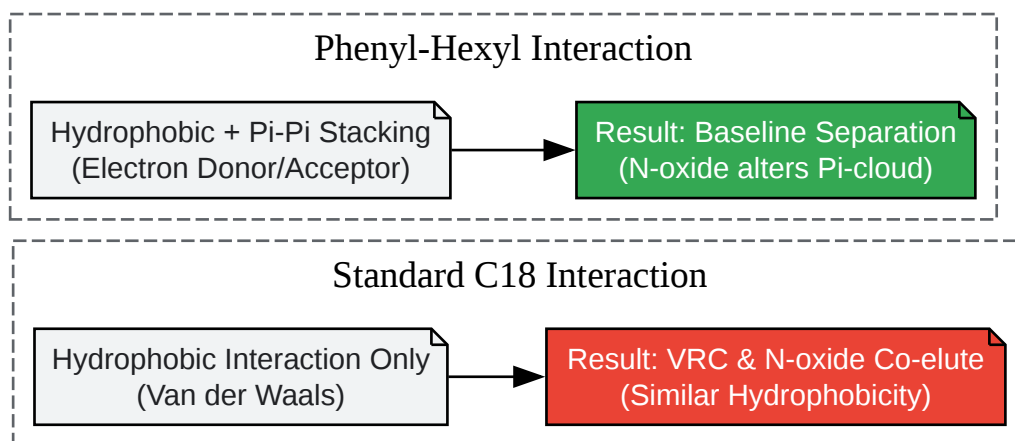 Phenyl-Hexyl Interaction
Hydrophobic + Pi-Pi Stacking
(Electron Donor/Acceptor)
Result: Baseline Separation
(N-oxide alters Pi-cloud)
Standard C18 Interaction
Hydrophobic Interaction Only
(Van der Waals)
Result: VRC & N-oxide Co-elute
(Similar Hydrophobicity)